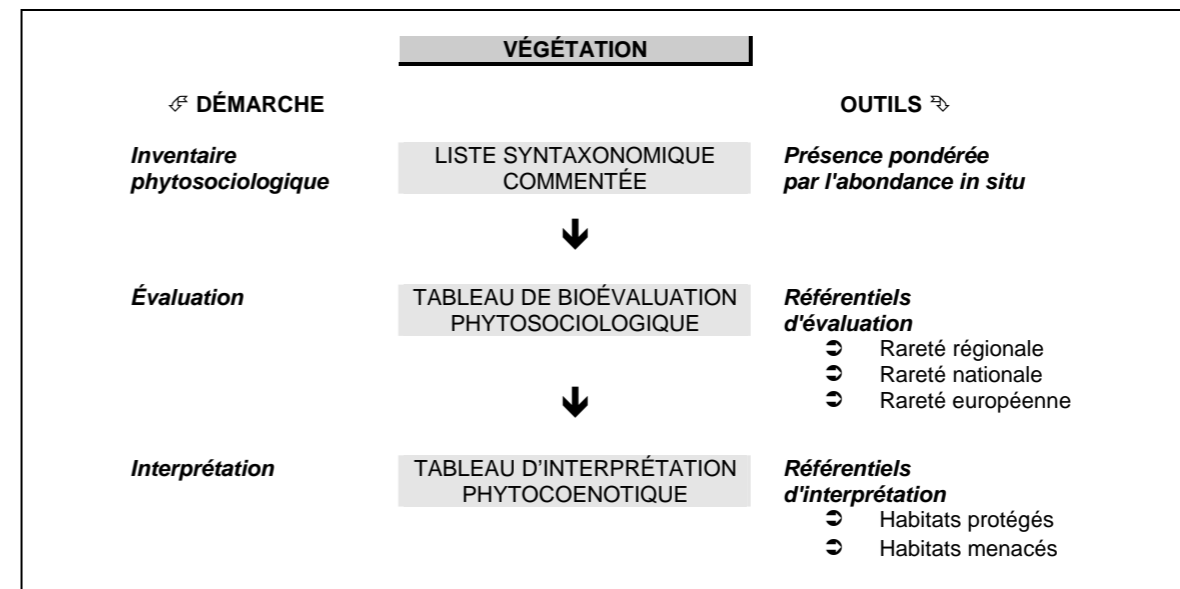 VÉGÉTATION
DÉMARCHE
OUTILS
Inventaire
phytosociologique
LISTE SYNTAXONOMIQUE
COMMENTÉE
Présence pondérée
par l'abondance in situ
Évaluation
TABLEAU DE BIOÉVALUATION
PHYTOSOCIOLOGIQUE
Référentiels
d'évaluation
Rareté régionale
Rareté nationale
Rareté européenne
Interprétation
TABLEAU D’INTERPRÉTATION
PHYTOCOENOTIQUE
Référentiels
d'interprétation
Habitats protégés
Habitats menacés